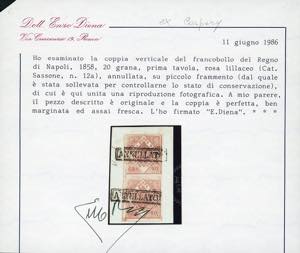 Dott. Enzo Diena
ex Caspary
11 giugno 1986
Ho esaminato la coppia verticale del francobollo del Regno
di Napoli, 1858, 20 grana, prima tavola, rosa lillaceo (Cat.
Sassone, n. 12a), annullata, su piccolo frammento (dal quale
è stata sollevata per controllarne lo stato di conservazione),
di cui è qui unita una riproduzione fotografica. A mio parere,
il pezzo descritto è originale e la coppia è perfetta, ben
marginata ed assai fresca. L'ho firmato "E.Diena". * * *
ANNULLATO
ANNULLATO